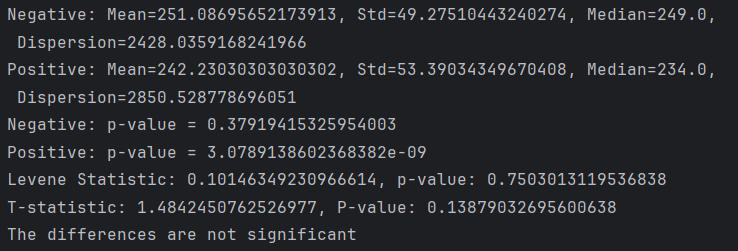 Negative: Mean=251.08695652173913, Std=49.27510443240274, Median=249.0,
 Dispersion=2428.0359168241966
Positive: Mean=242.23030303030302, Std=53.39034349670408, Median=234.0,
 Dispersion=2850.528778696051
Negative: p-value = 0.37919415325954003
Positive: p-value = 3.0789138602368382e-09
Levene Statistic: 0.10146349230966614, p-value: 0.7503013119536838
T-statistic: 1.4842450762526977, P-value: 0.13879032695600638
The differences are not significant